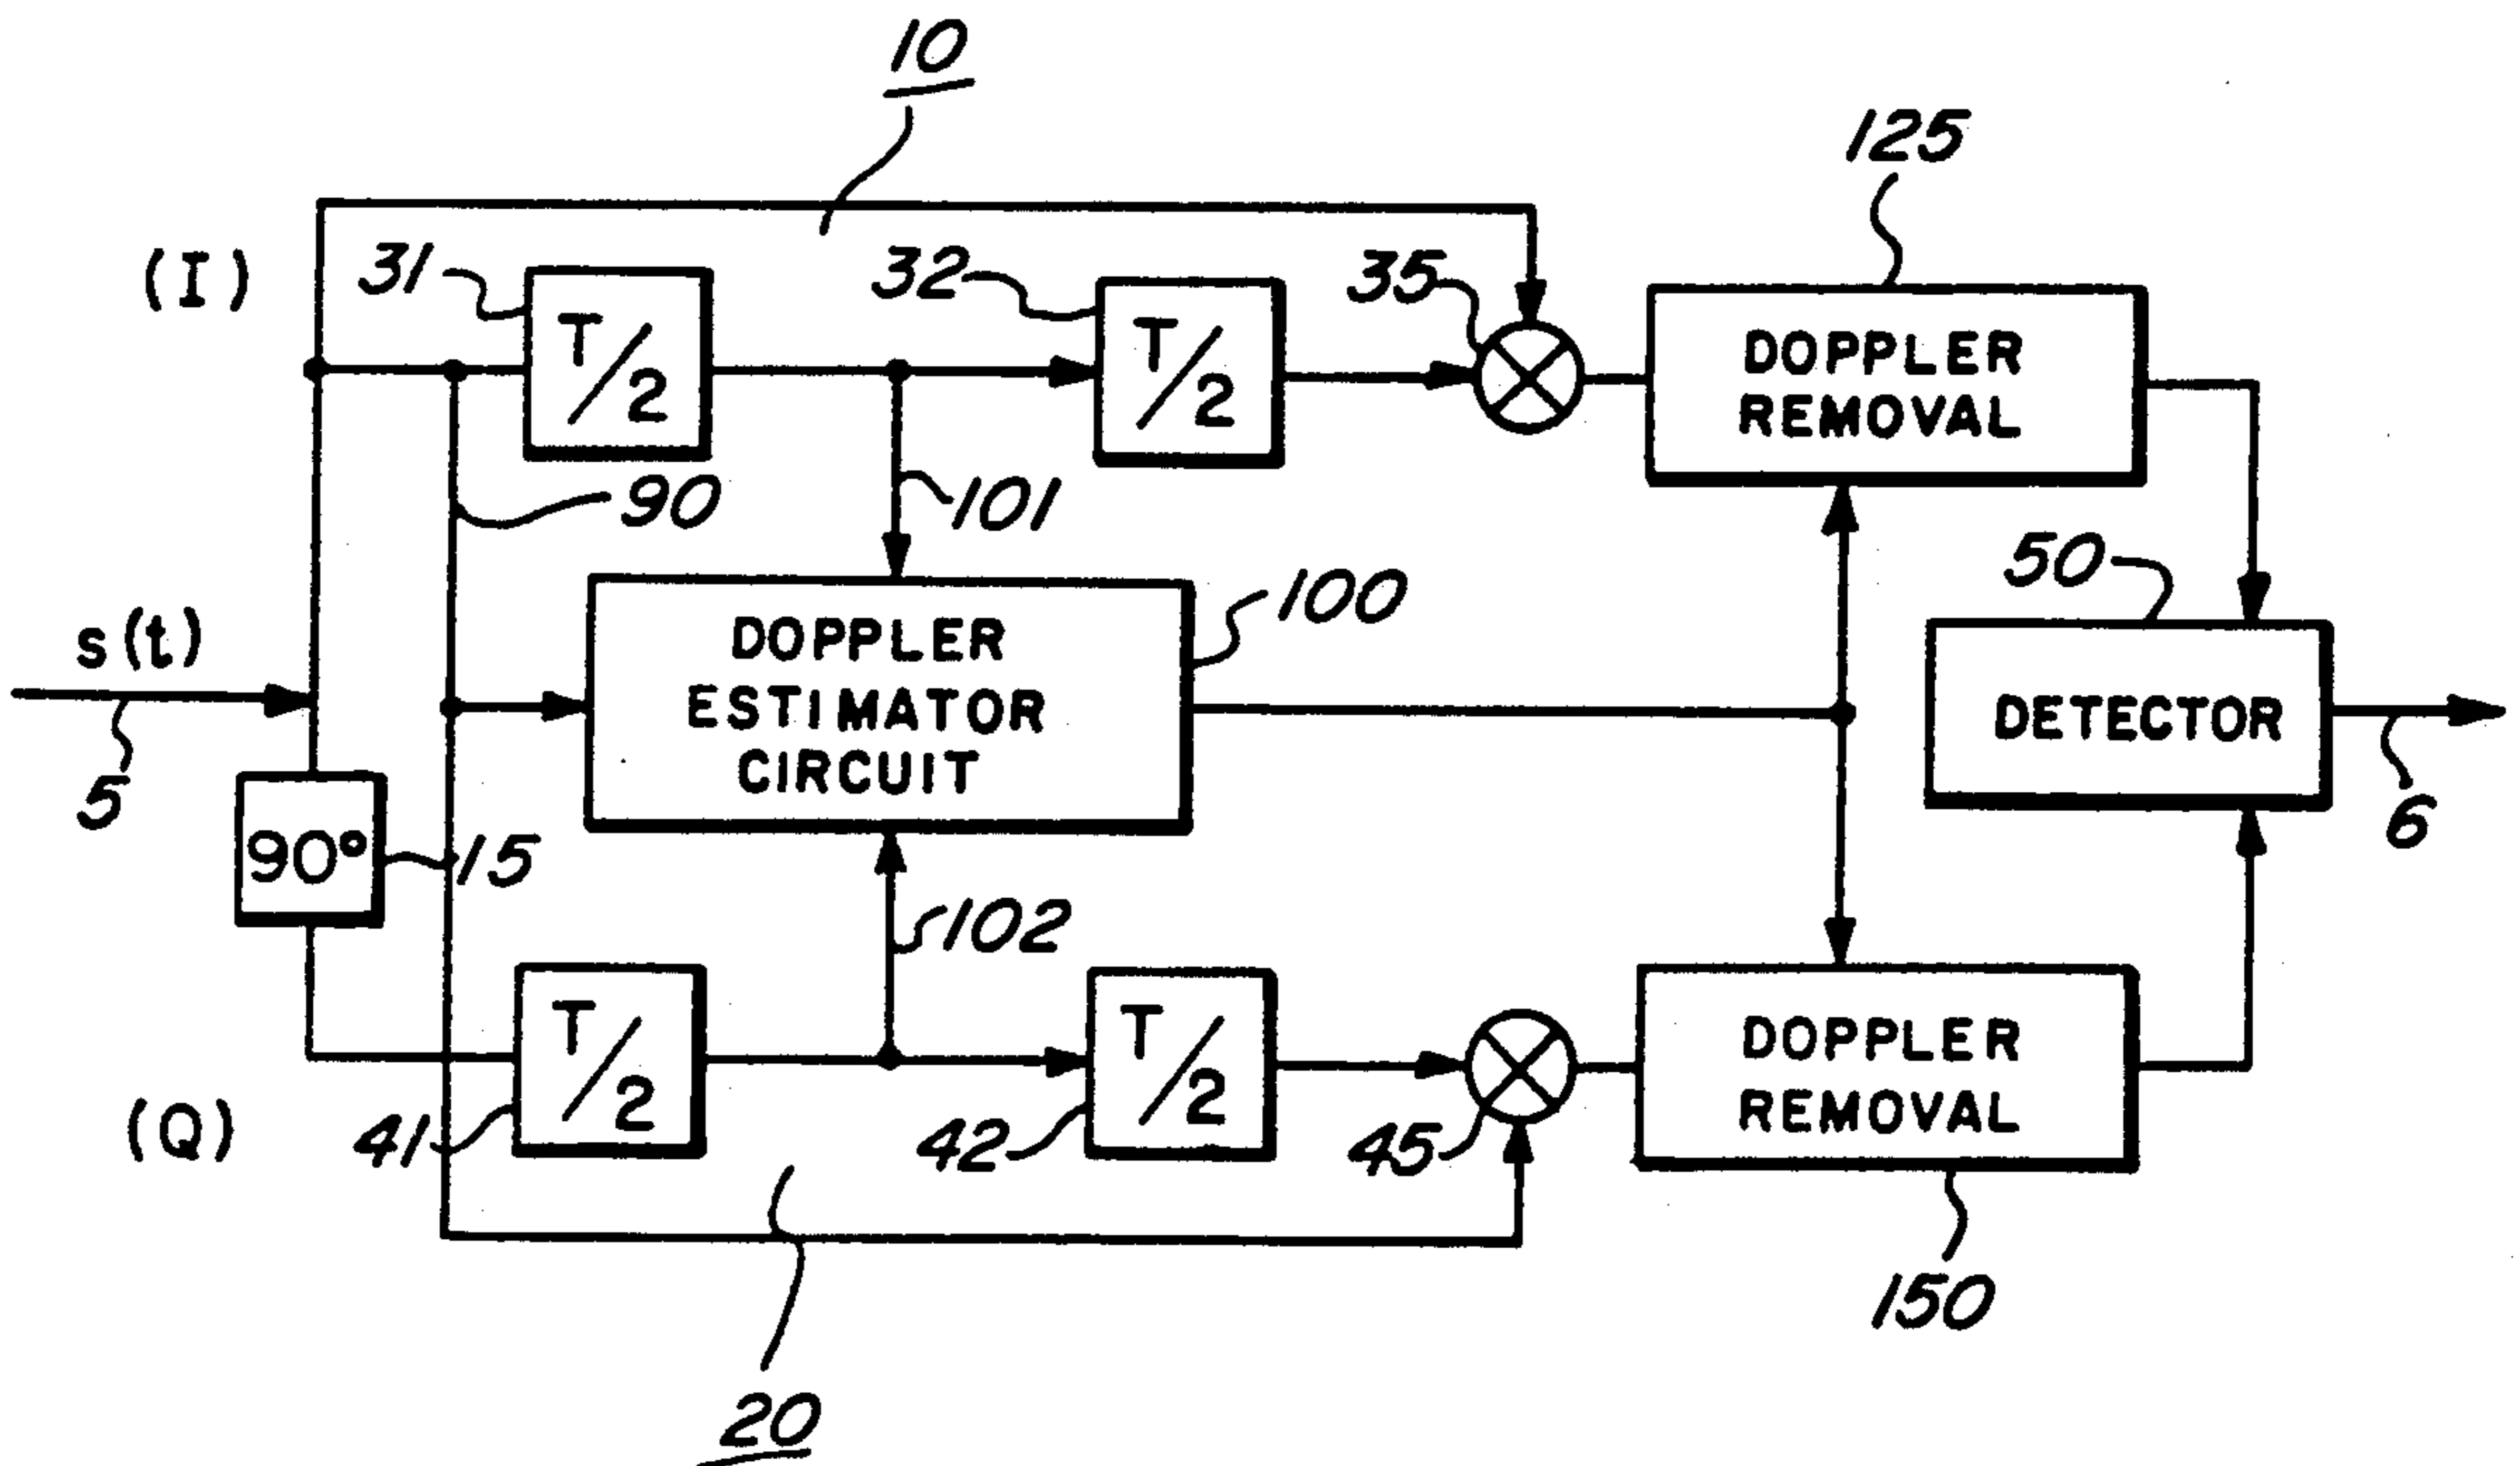 10
125
(I)
31
T/2
32
T/2
35
DOPPLER
REMOVAL
90
101
50
s(t)
5
DOPPLER
ESTIMATOR
CIRCUIT
100
DETECTOR
6
90°
15
102
(Q)
41
T/2
42
T/2
45
DOPPLER
REMOVAL
150
20